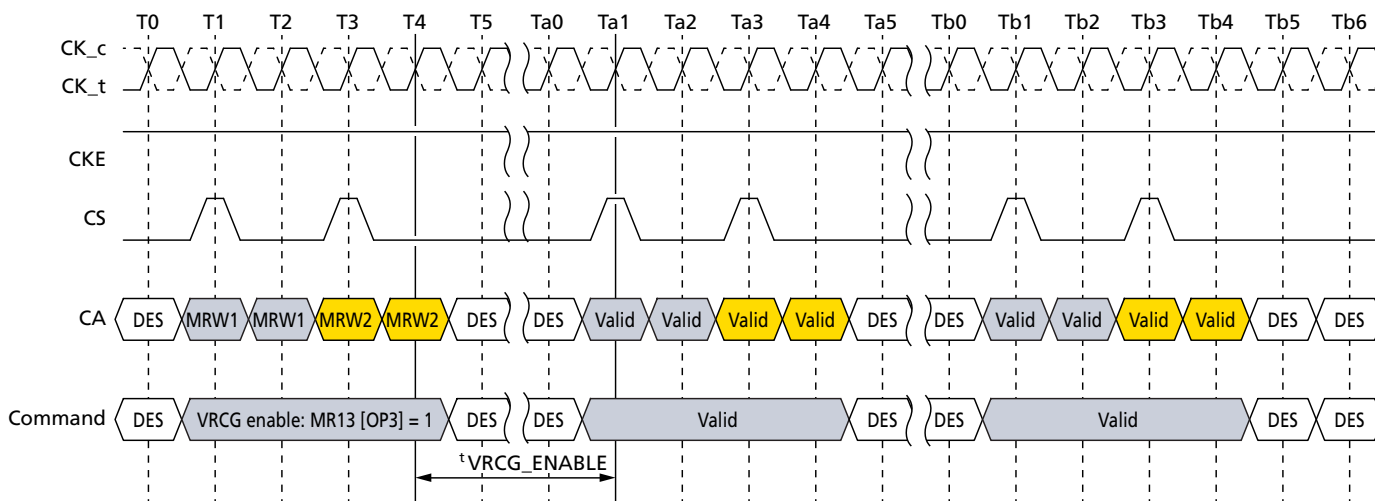 T0 T1 T2 T3 T4 T5 Ta0 Ta1 Ta2 Ta3 Ta4 Ta5 Tb0 Tb1 Tb2 Tb3 Tb4 Tb5 Tb6
CK_c
CK_t
CKE
CS
CA DES MRW1 MRW1 MRW2 MRW2 DES DES Valid Valid Valid Valid DES DES Valid Valid Valid Valid DES DES
Command DES VRCG enable: MR13 [OP3] = 1 DES DES Valid DES DES Valid DES DES
tVRCG_ENABLE